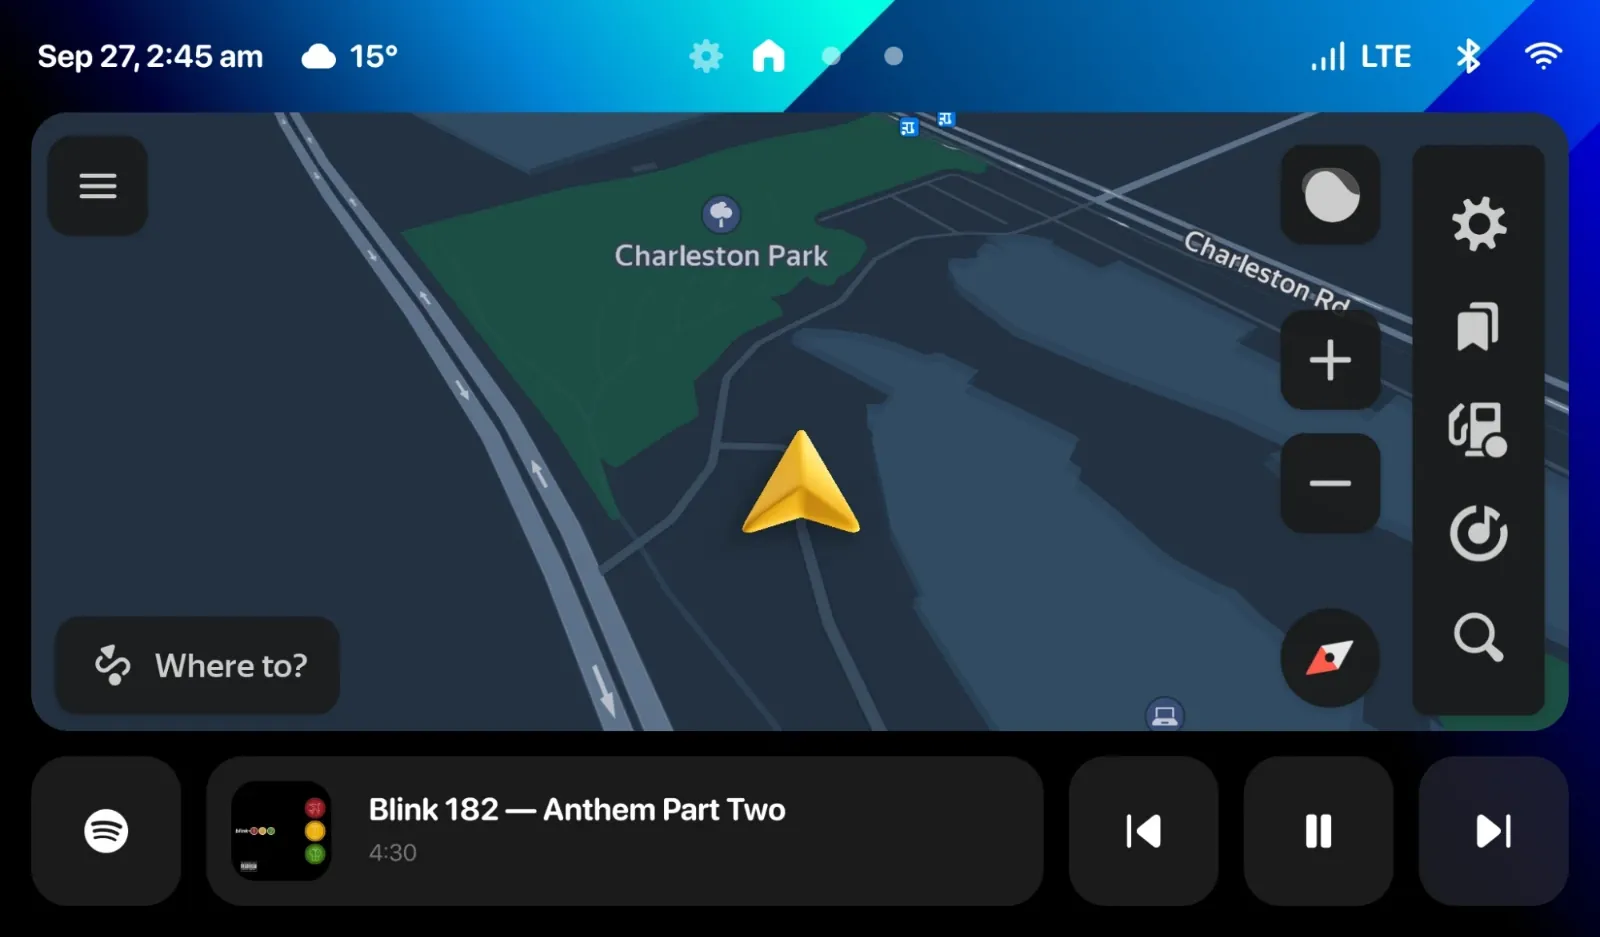 Sep 27, 2:45 am
15°
LTE
Charleston Park
Charleston Rd
Where to?
Blink 182 — Anthem Part Two
4:30